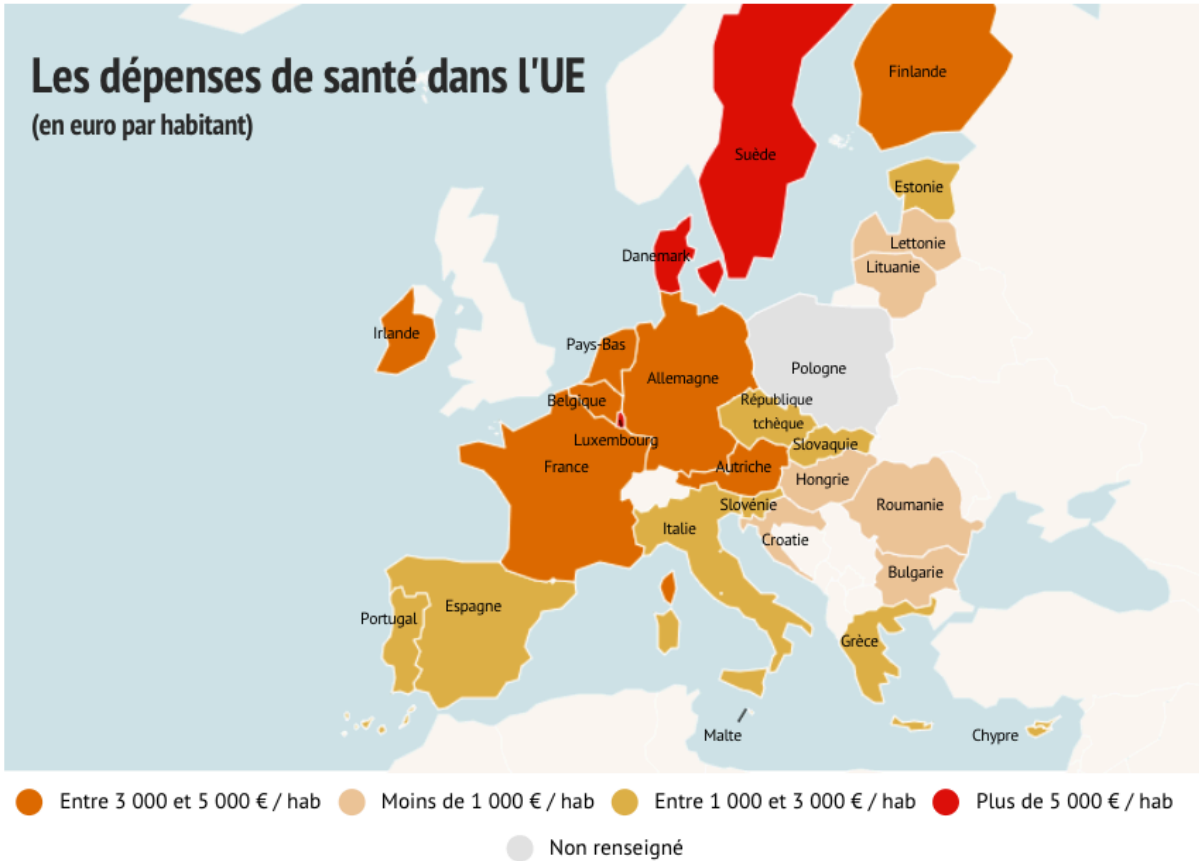 Les dépenses de santé dans l'UE
(en euro par habitant)
Finlande
Suède
Estonie
Lettonie
Danemark
Lituanie
Irlande
Pays-Bas
Pologne
Allemagne
République
tchèque
Belgique
Luxembourg
Slovaquie
France
Autriche
Hongrie
Slovénie
Roumanie
Italie
Croatie
Bulgarie
Espagne
Portugal
Grèce
Malte
Chypre
Entre 3 000 et 5 000 € / hab
Moins de 1 000 € / hab
Entre 1 000 et 3 000 € / hab
Plus de 5 000 € / hab
Non renseigné